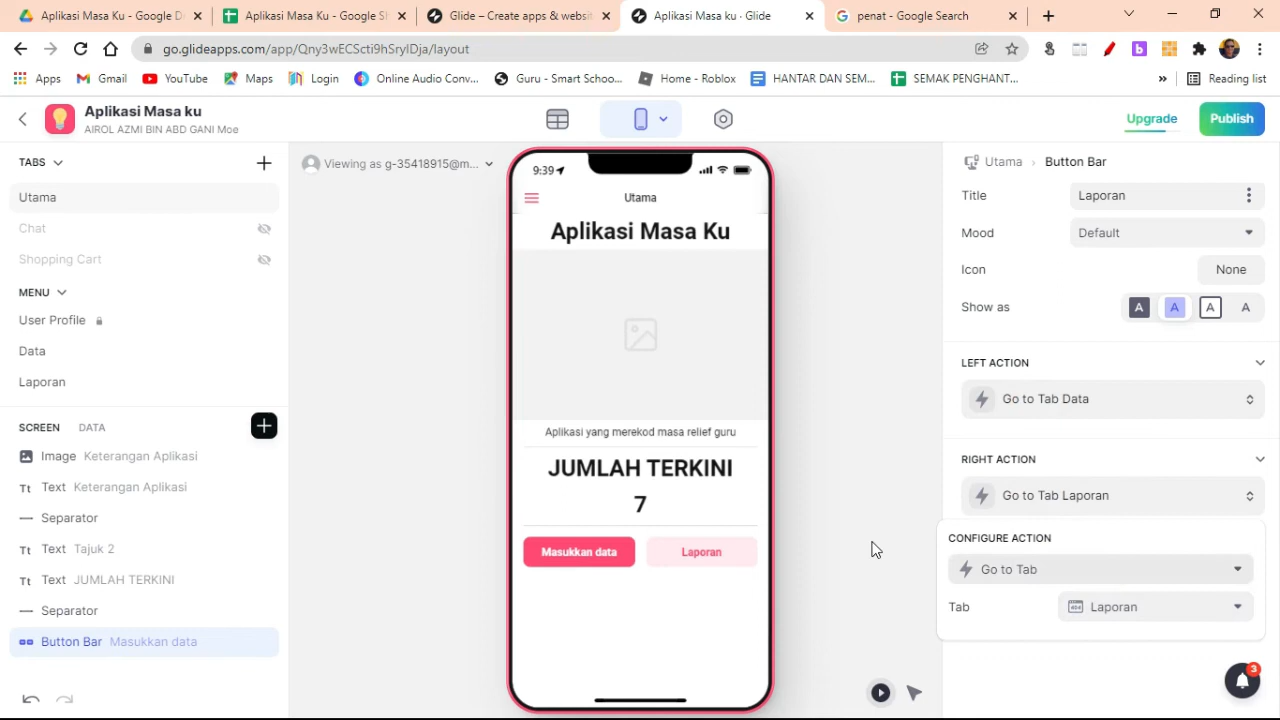 Aplikasi Masa Ku - Google D
Aplikasi Masa Ku - Google Sh
Glide – Create apps & websit
Aplikasi Masa ku · Glide
penat - Google Search
go.glideapps.com/app/Qny3wECScti9hSrylDja/layout
Apps
Gmail
YouTube
Maps
Login
Online Audio Conv...
Guru - Smart Schoo...
Home - Roblox
HANTAR DAN SEM...
SEMAK PENGHANT...
Reading list
Aplikasi Masa ku
AIROL AZMI BIN ABD GANI Moe
Upgrade
Publish
TABS
Utama
Chat
Shopping Cart
MENU
User Profile
Data
Laporan
SCREEN DATA
Image Keterangan Aplikasi
Text Keterangan Aplikasi
Separator
Text Tajuk 2
Text JUMLAH TERKINI
Separator
Button Bar Masukkan data
Viewing as g-35418915@m...
9:39
Utama
Aplikasi Masa Ku
Aplikasi yang merekod masa relief guru
JUMLAH TERKINI
7
Masukkan data
Laporan
Utama › Button Bar
Title Laporan
Mood Default
Icon None
Show as A A A A
LEFT ACTION
Go to Tab Data
RIGHT ACTION
Go to Tab Laporan
CONFIGURE ACTION
Go to Tab
Tab Laporan
3